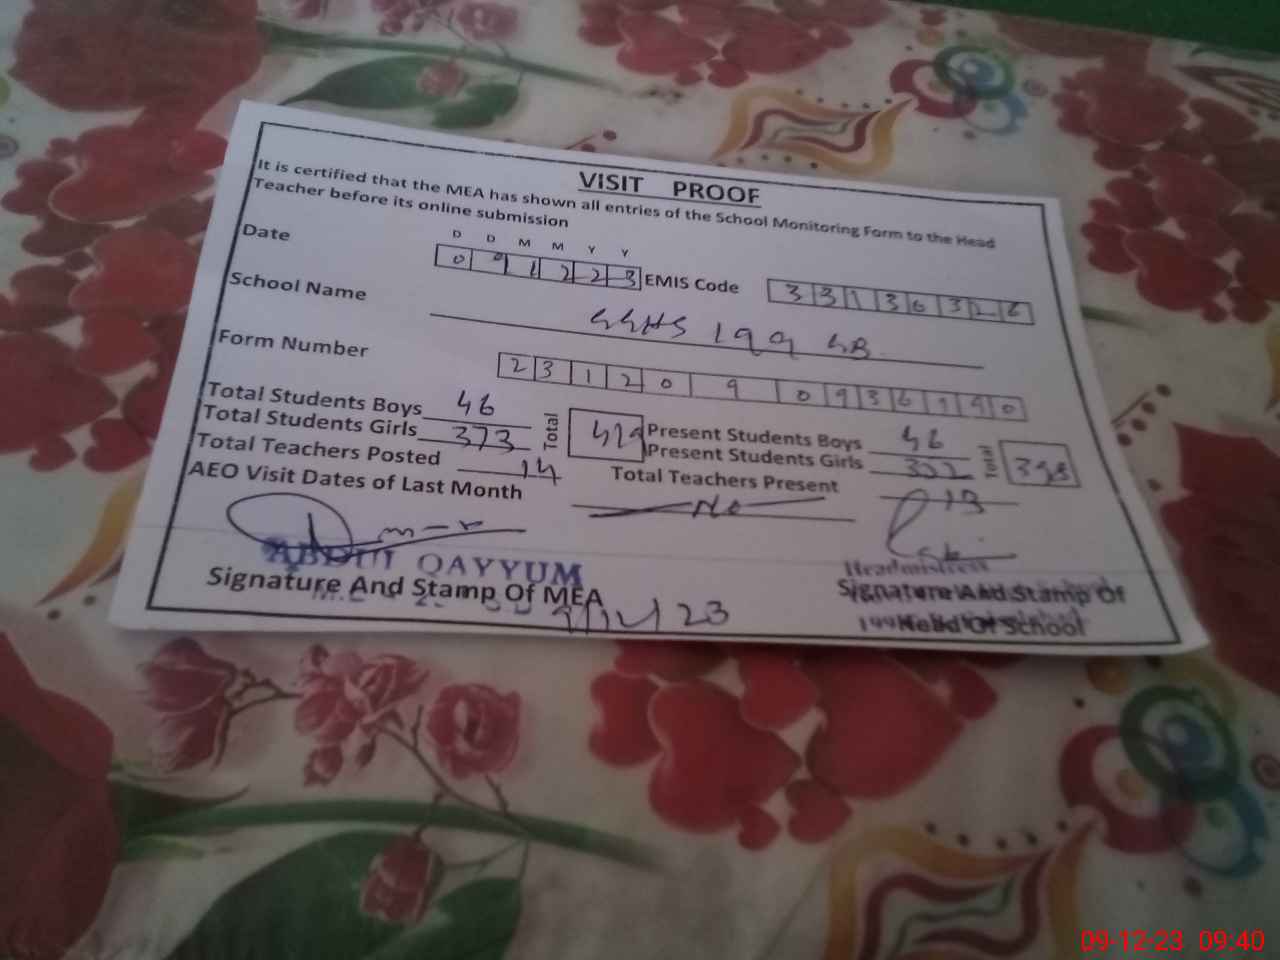 VISIT PROOF
It is certified that the MEA has shown all entries of the School Monitoring Form to the Head
Teacher before its online submission
D D M M Y Y
Date 0 9 1 2 2 3 EMIS Code 3 3 1 3 6 3 2 6
School Name GGHS 199 GB
Form Number 2 3 1 2 0 9 0 9 3 6 1 4 0
Total Students Boys 46 Total 419 Present Students Boys 46 Total 368
Total Students Girls 373 Present Students Girls 322
Total Teachers Posted 14 Total Teachers Present 13
AEO Visit Dates of Last Month No
ABDUL QAYYUM
Headmistress
Signature And Stamp Of MEA
Signature And Stamp Of
Head Of School
9/12/23
09-12-23 09:40